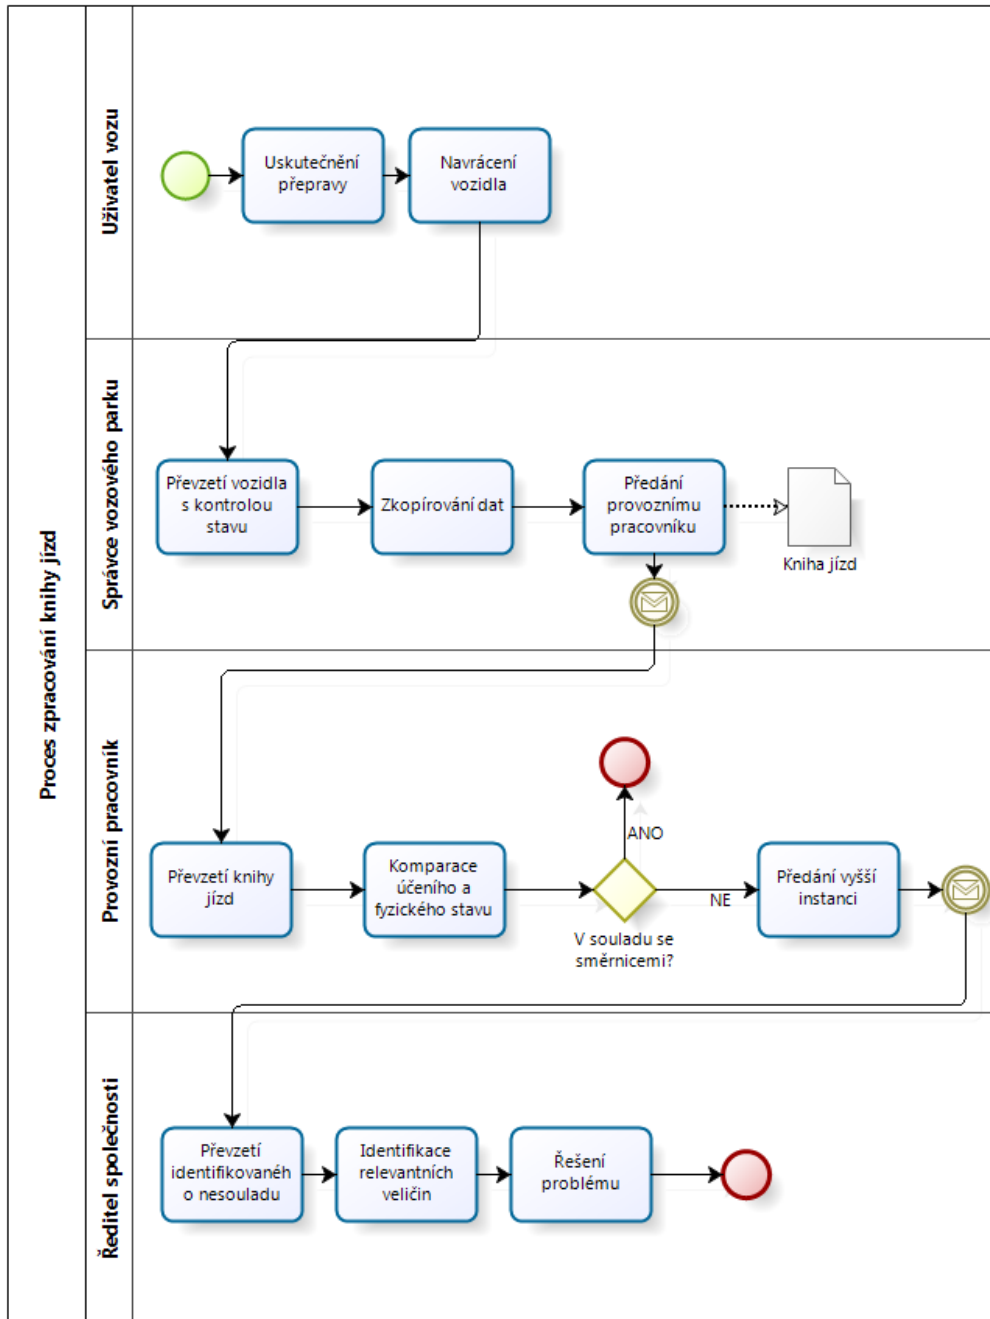 Proces zpracování knihy jízd
Uživatel vozu
Uskutečnění
přepravy
Navrácení
vozidla
Správce vozového parku
Převzetí vozidla
s kontrolou
stavu
Zkopírování dat
Předání
provoznímu
pracovníku
Kniha jízd
Provozní pracovník
Převzetí knihy
jízd
Komparace
účeního a
fyzického stavu
ANO
NE
V souladu se
směrnicemi?
Předání vyšší
instanci
Ředitel společnosti
Převzetí
identifikovanéh
o nesouladu
Identifikace
relevantních
veličin
Řešení
problému